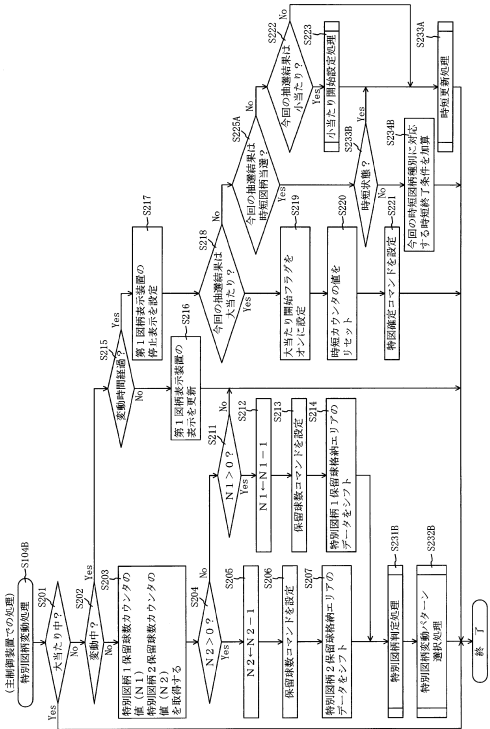 (主制御装置での処理)
特別図柄変動処理
S104B
大当たり中？
S201
Yes
No
変動中？
S202
Yes
No
特別図柄1保留球数カウンタの
値(N1)
特別図柄2保留球数カウンタの
値(N2)
を取得する
S203
N2>0？
S204
No
Yes
N2←N2-1
S205
保留球数コマンドを設定
S206
特別図柄2保留球格納エリアの
データをシフト
S207
N1>0？
S211
No
Yes
N1←N1-1
S212
保留球数コマンドを設定
S213
特別図柄1保留球格納エリアの
データをシフト
S214
特別図柄判定処理
S231B
特別図柄変動パターン
選択処理
S232B
終了
変動時間経過？
S215
Yes
No
第1図柄表示装置の
表示を更新
S216
第1図柄表示装置の
停止表示を設定
S217
今回の抽選結果は
大当たり？
S218
No
Yes
大当たり開始フラグを
オンに設定
S219
時短カウンタの値を
リセット
S220
特図確定コマンドを設定
S221
今回の抽選結果は
時短図柄当選？
S225A
No
Yes
今回の抽選結果は
小当たり？
S222
No
Yes
小当たり開始設定処理
S223
時短状態？
S233B
Yes
No
今回の時短図柄種別に対応
する時短終了条件を加算
S234B
時短更新処理
S233A